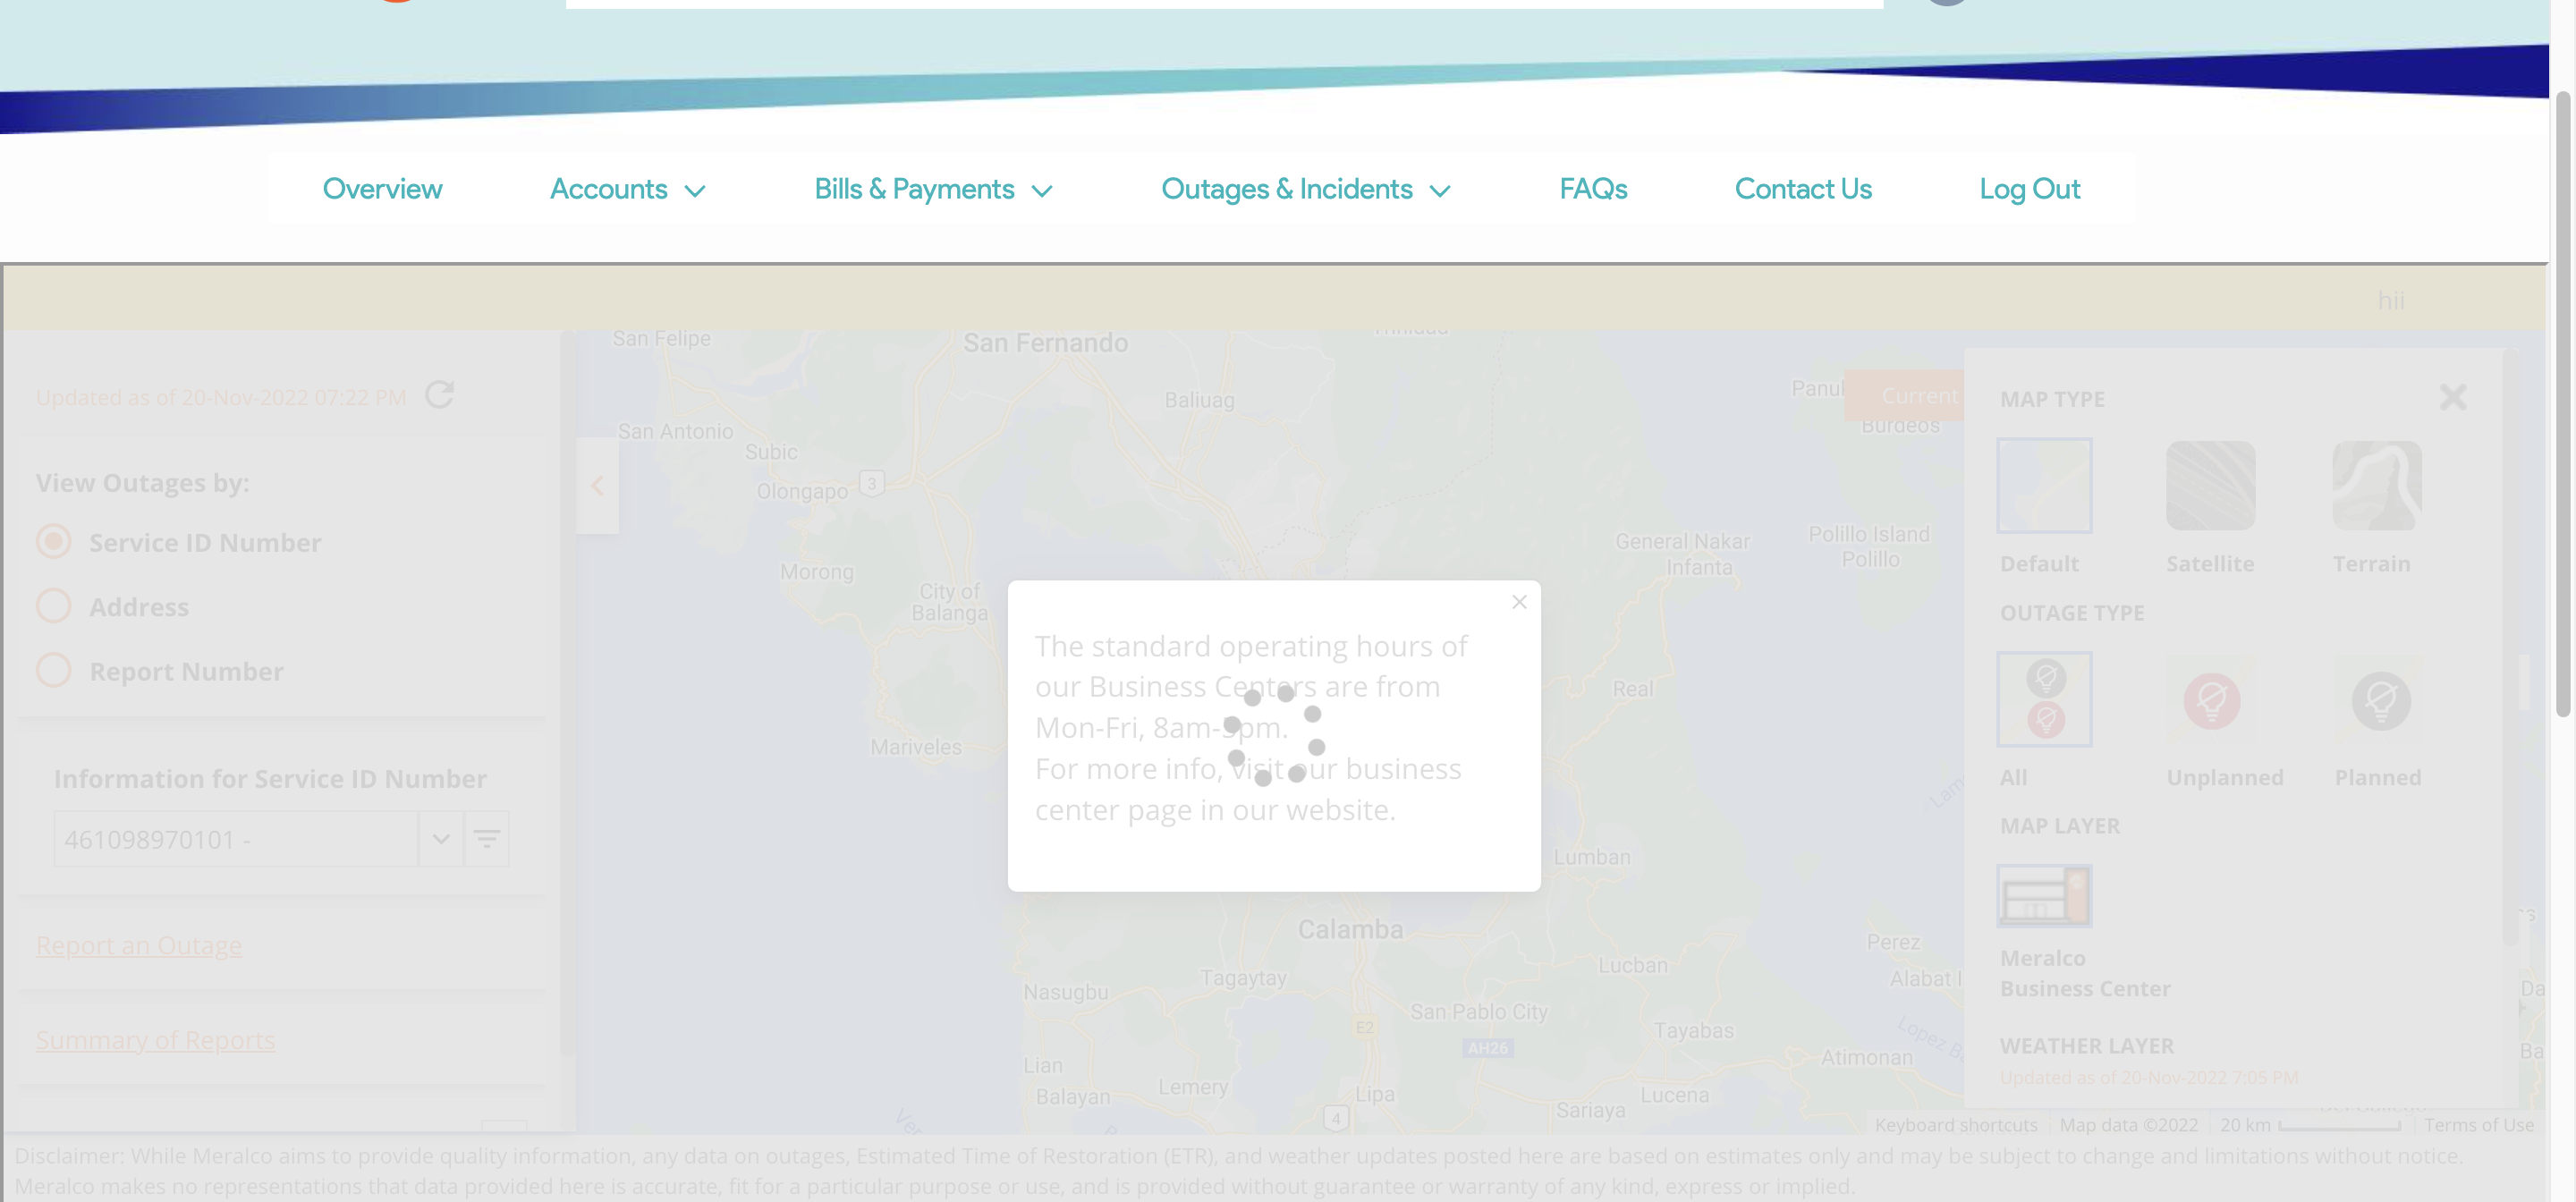 Overview
Accounts
Bills & Payments
Outages & Incidents
FAQs
Contact Us
Log Out
hii
Updated as of 20-Nov-2022 07:22 PM
View Outages by:
Service ID Number
Address
Report Number
Information for Service ID Number
461098970101 -
Report an Outage
Summary of Reports
San Felipe
San Fernando
Baliuag
San Antonio
Subic
Olongapo
3
Morong
City of
Balanga
Mariveles
Current
Burdeos
General Nakar
Infanta
Polillo Island
Polillo
Real
The standard operating hours of
our Business Centers are from
Mon-Fri, 8am-5pm.
For more info, visit our business
center page in our website.
Lumban
Calamba
Perez
Lucban
Tagaytay
Nasugbu
San Pablo City
E2
Tayabas
AH26
Atimonan
Lian
Lemery
Balayan
Lipa
Lucena
Sariaya
4
MAP TYPE
Default
Satellite
Terrain
OUTAGE TYPE
All
Unplanned
Planned
MAP LAYER
Meralco
Business Center
WEATHER LAYER
Updated as of 20-Nov-2022 7:05 PM
Keyboard shortcuts
Map data ©2022
20 km
Terms of Use
Disclaimer: While Meralco aims to provide quality information, any data on outages, Estimated Time of Restoration (ETR), and weather updates posted here are based on estimates only and may be subject to change and limitations without notice.
Meralco makes no representations that data provided here is accurate, fit for a particular purpose or use, and is provided without guarantee or warranty of any kind, express or implied.